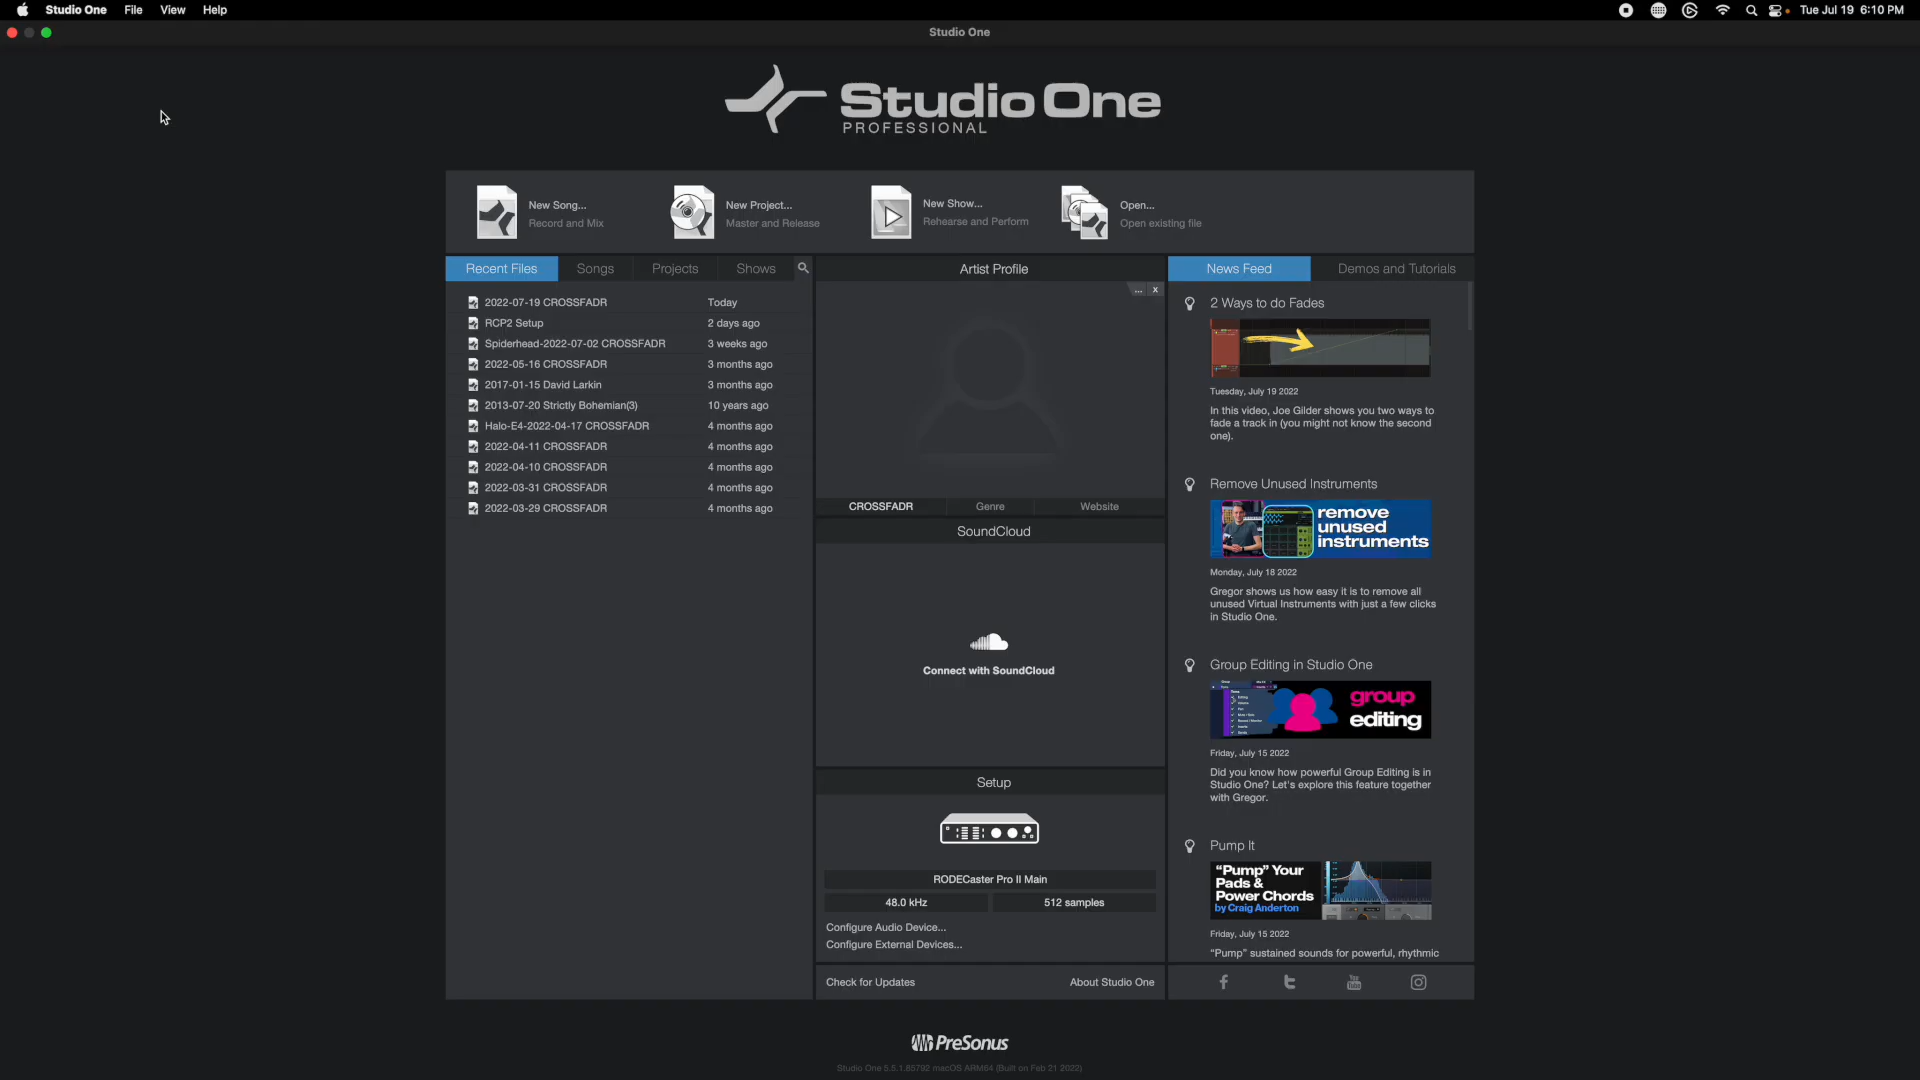 Studio One File View Help
Tue Jul 19 6:10 PM
Studio One
Studio One
PROFESSIONAL
New Song...
Record and Mix
New Project...
Master and Release
New Show...
Rehearse and Perform
Open...
Open existing file
Recent Files Songs Projects Shows
2022-07-19 CROSSFADR Today
RCP2 Setup 2 days ago
Spiderhead-2022-07-02 CROSSFADR 3 weeks ago
2022-05-16 CROSSFADR 3 months ago
2017-01-15 David Larkin 3 months ago
2013-07-20 Strictly Bohemian(3) 10 years ago
Halo-E4-2022-04-17 CROSSFADR 4 months ago
2022-04-11 CROSSFADR 4 months ago
2022-04-10 CROSSFADR 4 months ago
2022-03-31 CROSSFADR 4 months ago
2022-03-29 CROSSFADR 4 months ago
Artist Profile
... x
CROSSFADR Genre Website
SoundCloud
Connect with SoundCloud
Setup
RODECaster Pro II Main
48.0 kHz 512 samples
Configure Audio Device...
Configure External Devices...
Check for Updates About Studio One
News Feed Demos and Tutorials
2 Ways to do Fades
Tuesday, July 19 2022
In this video, Joe Gilder shows you two ways to
fade a track in (you might not know the second
one).
Remove Unused Instruments
remove
unused
instruments
Monday, July 18 2022
Gregor shows us how easy it is to remove all
unused Virtual Instruments with just a few clicks
in Studio One.
Group Editing in Studio One
group
editing
Friday, July 15 2022
Did you know how powerful Group Editing is in
Studio One? Let's explore this feature together
with Gregor.
Pump It
"Pump" Your
Pads &
Power Chords
by Craig Anderton
Friday, July 15 2022
"Pump" sustained sounds for powerful, rhythmic
PreSonus
Studio One 5.5.1.85792 macOS ARM64 (Built on Feb 21 2022)